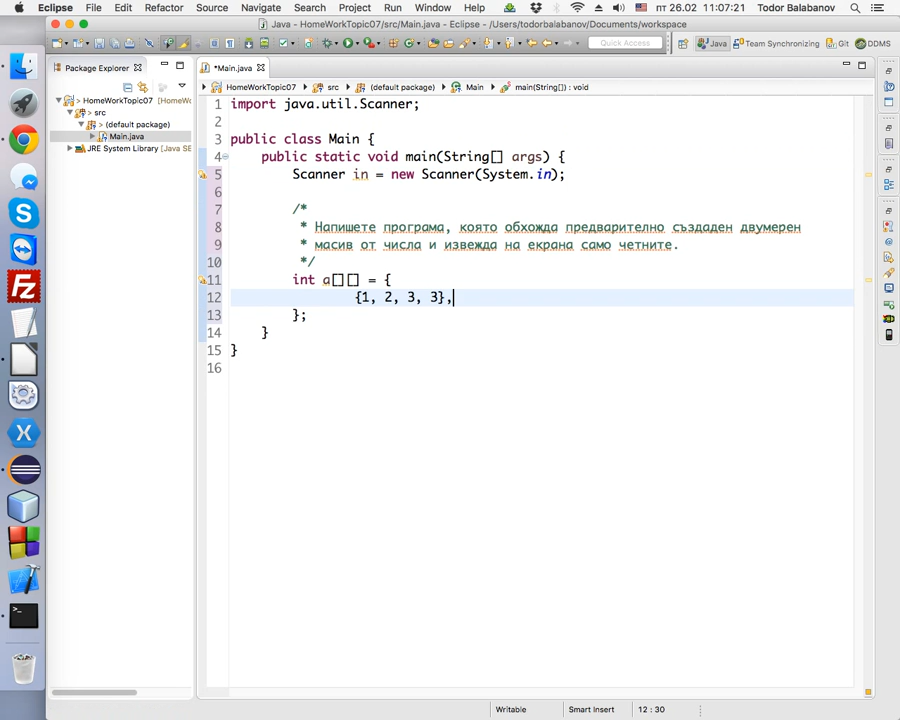 Eclipse File Edit Refactor Source Navigate Search Project Run Window Help пт 26.02 11:07:21 Todor Balabanov
Java - HomeWorkTopic07/src/Main.java - Eclipse - /Users/todorbalabanov/Documents/workspace
Quick Access Java Team Synchronizing Git DDMS
Package Explorer *Main.java
HomeWorkTopic07 src (default package) Main main(String[]) : void
HomeWorkTopic07 [HomeWo
src
(default package)
Main.java
JRE System Library [Java SE
1 import java.util.Scanner;
2
3 public class Main {
4 public static void main(String[] args) {
5 Scanner in = new Scanner(System.in);
6
7 /*
8 * Напишете програма, която обхожда предварително създаден двумерен
9 * масив от числа и извежда на екрана само четните.
10 */
11 int a[][] = {
12 {1, 2, 3, 3},
13 };
14 }
15 }
16
Writable Smart Insert 12 : 30